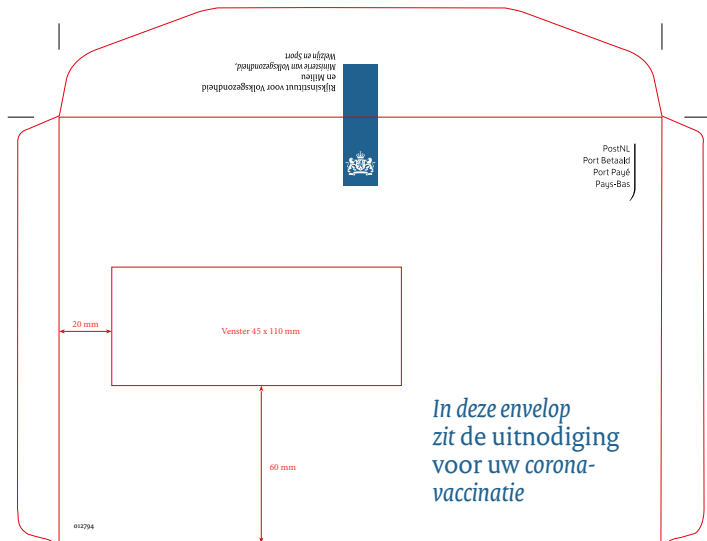 Rijksinstituut voor Volksgezondheid
en Milieu
Ministerie van Volksgezondheid,
Welzijn en Sport
PostNL
Port Betaald
Port Payé
Pays-Bas
20 mm
Venster 45 x 110 mm
In deze envelop
zit de uitnodiging
voor uw corona-
vaccinatie
60 mm
012794